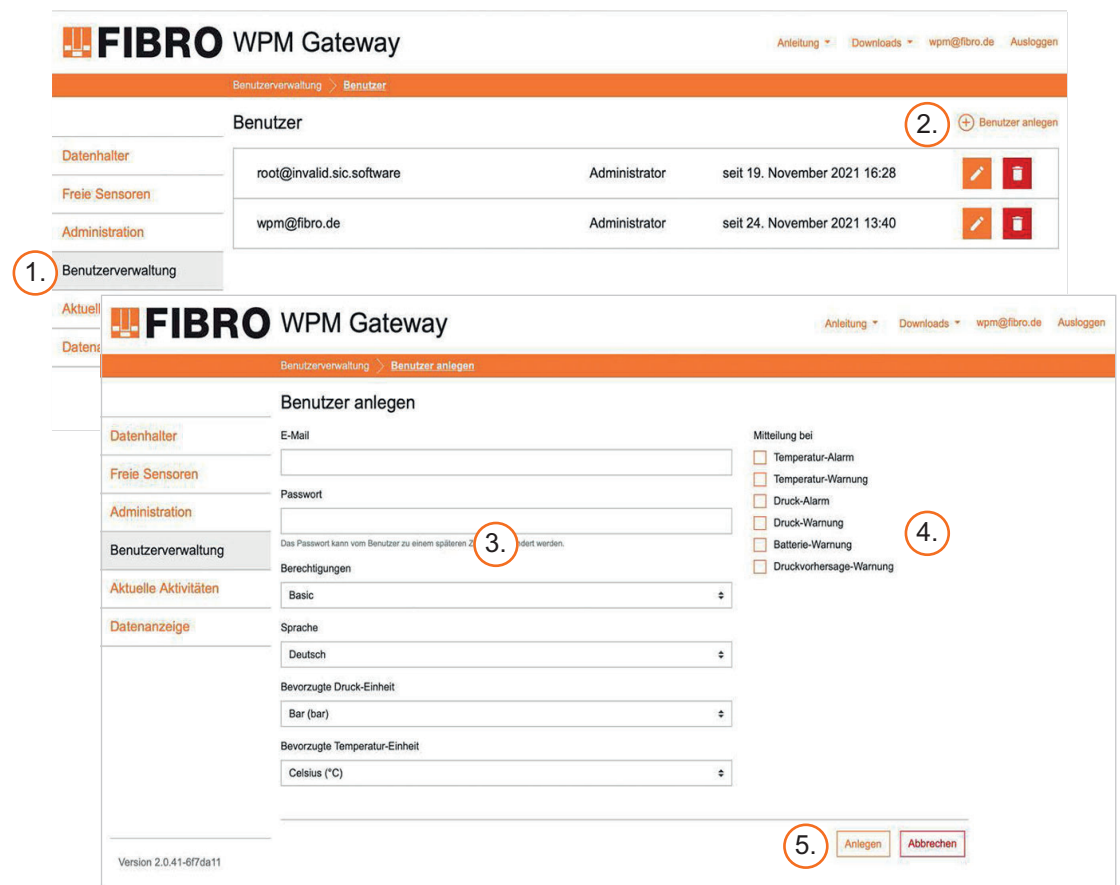 FIBRO WPM Gateway
Anleitung Downloads wpm@fibro.de Ausloggen
Benutzerverwaltung Benutzer
Benutzer
2.
Benutzer anlegen
Datenhalter
Freie Sensoren
Administration
1.
Benutzerverwaltung
root@invalid.sic.software Administrator seit 19. November 2021 16:28
wpm@fibro.de Administrator seit 24. November 2021 13:40
FIBRO WPM Gateway
Anleitung Downloads wpm@fibro.de Ausloggen
Benutzerverwaltung Benutzer anlegen
Datenhalter
Freie Sensoren
Administration
Benutzerverwaltung
Aktuelle Aktivitäten
Datenanzeige
Version 2.0.41-6f7da11
Benutzer anlegen
E-Mail
Passwort
Das Passwort kann vom Benutzer zu einem späteren
3.
werden.
Berechtigungen
Basic
Sprache
Deutsch
Bevorzugte Druck-Einheit
Bar (bar)
Bevorzugte Temperatur-Einheit
Celsius (°C)
Mitteilung bei
Temperatur-Alarm
Temperatur-Warnung
Druck-Alarm
Druck-Warnung
Batterie-Warnung
Druckvorhersage-Warnung
4.
5.
Anlegen Abbrechen